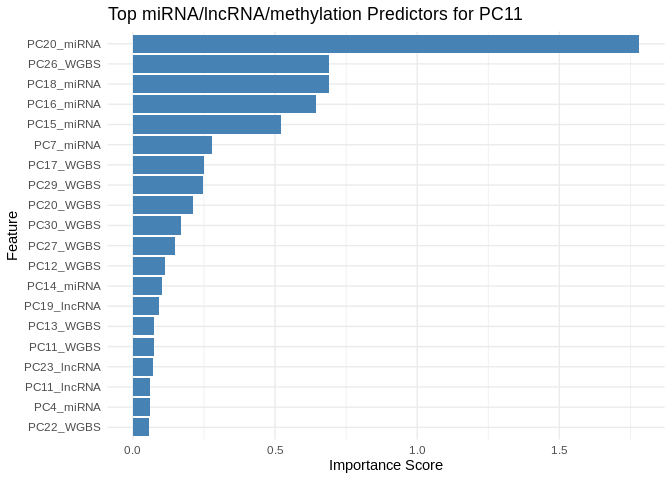 Top miRNA/lncRNA/methylation Predictors for PC11
PC20_miRNA
PC26_WGBS
PC18_miRNA
PC16_miRNA
PC15_miRNA
PC7_miRNA
PC17_WGBS
PC29_WGBS
PC20_WGBS
PC30_WGBS
PC27_WGBS
PC12_WGBS
PC14_miRNA
PC19_lncRNA
PC13_WGBS
PC11_WGBS
PC23_lncRNA
PC11_lncRNA
PC4_miRNA
PC22_WGBS
Feature
0.0 0.5 1.0 1.5
Importance Score